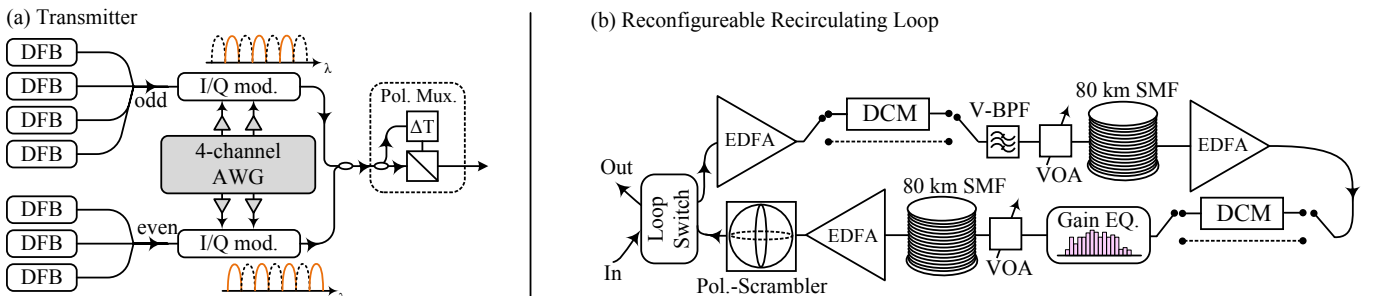 (a) Transmitter
DFB
DFB
DFB
DFB
odd
I/Q mod.
λ
4-channel
AWG
Pol. Mux.
ΔT
DFB
DFB
DFB
even
I/Q mod.
λ
(b) Reconfigureable Recirculating Loop
EDFA
DCM
V-BPF
VOA
80 km SMF
EDFA
Out
In
Loop
Switch
Pol.-Scrambler
EDFA
80 km SMF
VOA
Gain EQ.
DCM